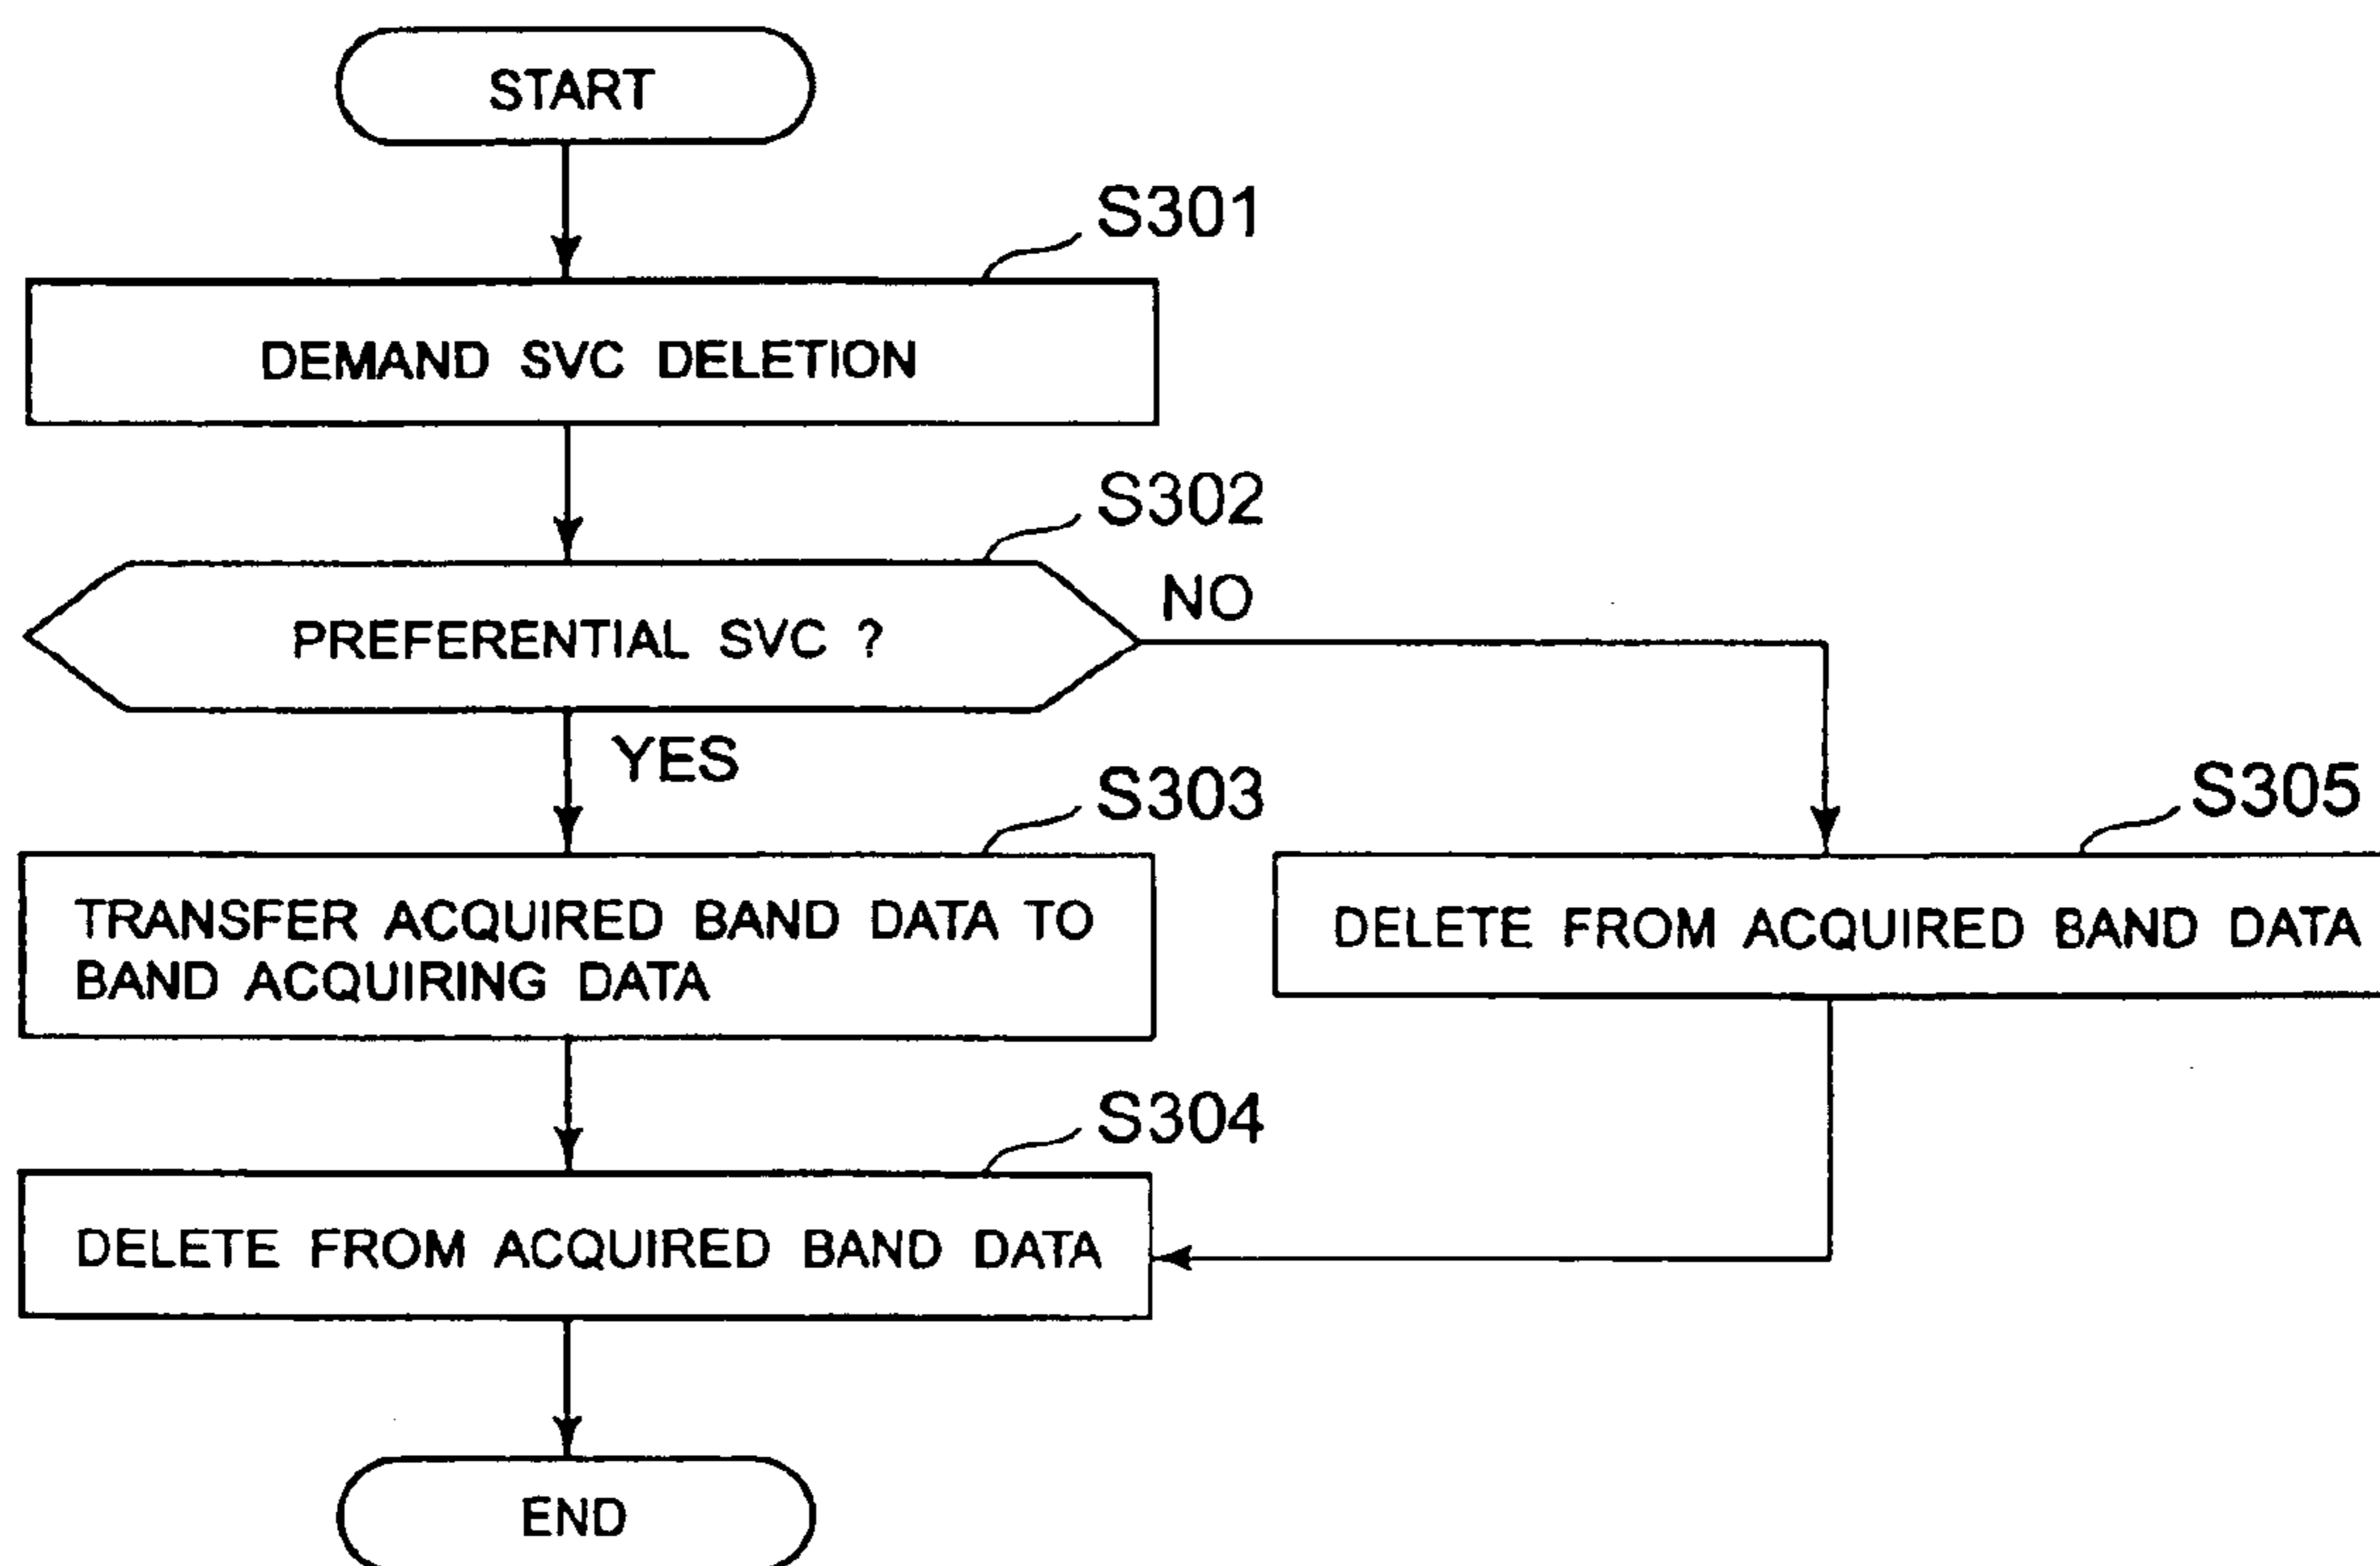 START
S301
DEMAND SVC DELETION
S302
PREFERENTIAL SVC ?
NO
YES
S303
TRANSFER ACQUIRED BAND DATA TO
BAND ACQUIRING DATA
S305
DELETE FROM ACQUIRED BAND DATA
S304
DELETE FROM ACQUIRED BAND DATA
END